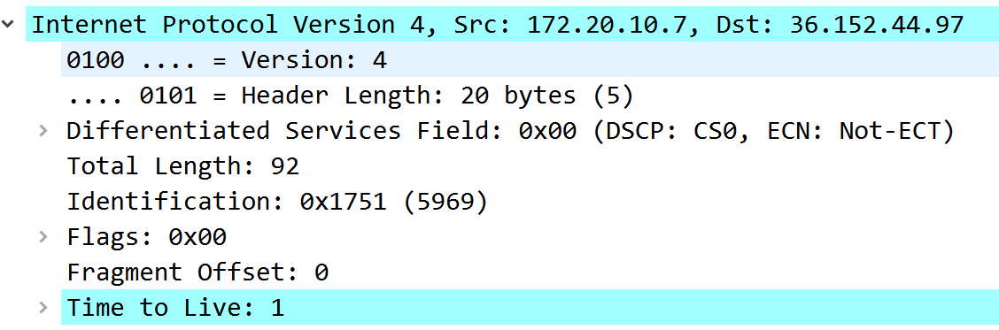 Internet Protocol Version 4, Src: 172.20.10.7, Dst: 36.152.44.97
0100 .... = Version: 4
.... 0101 = Header Length: 20 bytes (5)
Differentiated Services Field: 0x00 (DSCP: CS0, ECN: Not-ECT)
Total Length: 92
Identification: 0x1751 (5969)
Flags: 0x00
Fragment Offset: 0
Time to Live: 1